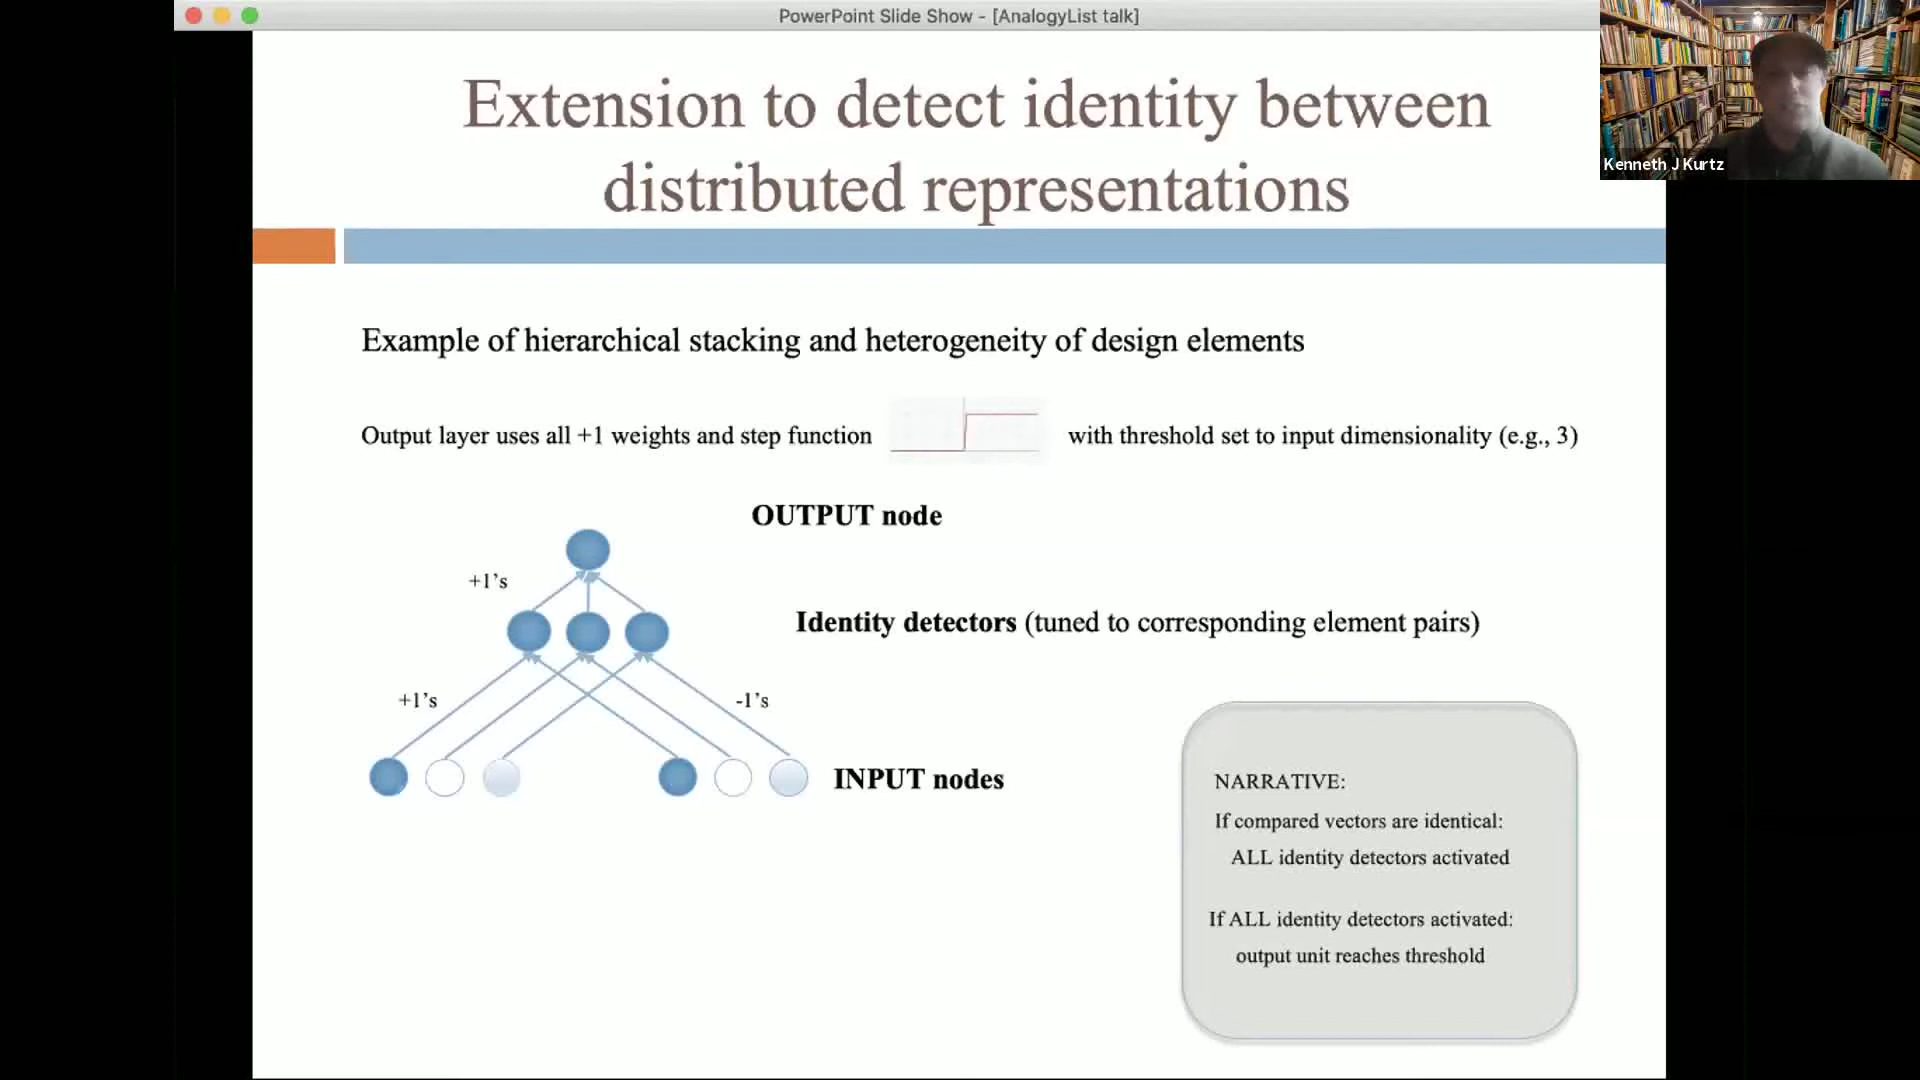 PowerPoint Slide Show - [AnalogyList talk]
Kenneth J Kurtz
Extension to detect identity between
distributed representations
Example of hierarchical stacking and heterogeneity of design elements
Output layer uses all +1 weights and step function with threshold set to input dimensionality (e.g., 3)
OUTPUT node
+1's
Identity detectors (tuned to corresponding element pairs)
+1's
-1's
INPUT nodes
NARRATIVE:
If compared vectors are identical:
ALL identity detectors activated
If ALL identity detectors activated:
output unit reaches threshold